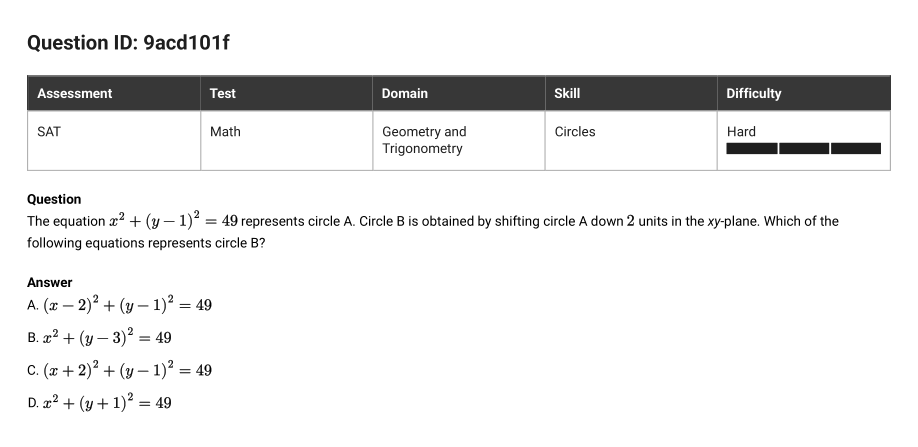 Question ID: 9acd101f
Assessment Test Domain Skill Difficulty
SAT Math Geometry and Trigonometry Circles Hard
Question
The equation x² + (y − 1)² = 49 represents circle A. Circle B is obtained by shifting circle A down 2 units in the xy-plane. Which of the
following equations represents circle B?
Answer
A. (x − 2)² + (y − 1)² = 49
B. x² + (y − 3)² = 49
C. (x + 2)² + (y − 1)² = 49
D. x² + (y + 1)² = 49